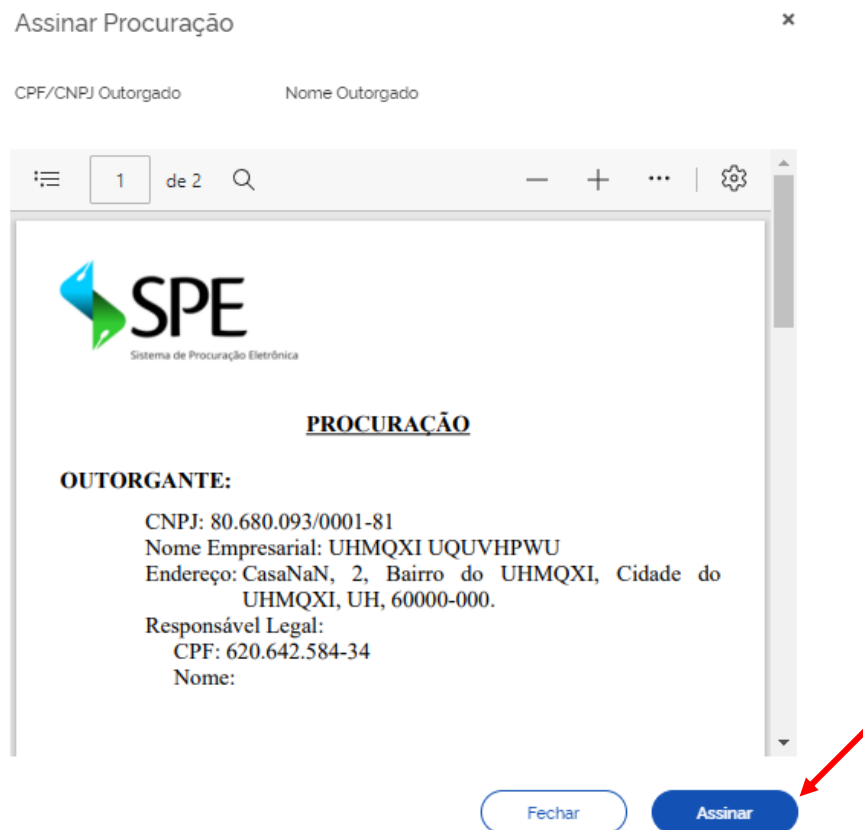 Assinar Procuração
×
CPF/CNPJ Outorgado Nome Outorgado
1 de 2
SPE
Sistema de Procuração Eletrônica
PROCURAÇÃO
OUTORGANTE:
CNPJ: 80.680.093/0001-81
Nome Empresarial: UHMQXI UQUVHPWU
Endereço: CasaNaN, 2, Bairro do UHMQXI, Cidade do
UHMQXI, UH, 60000-000.
Responsável Legal:
CPF: 620.642.584-34
Nome:
Fechar Assinar